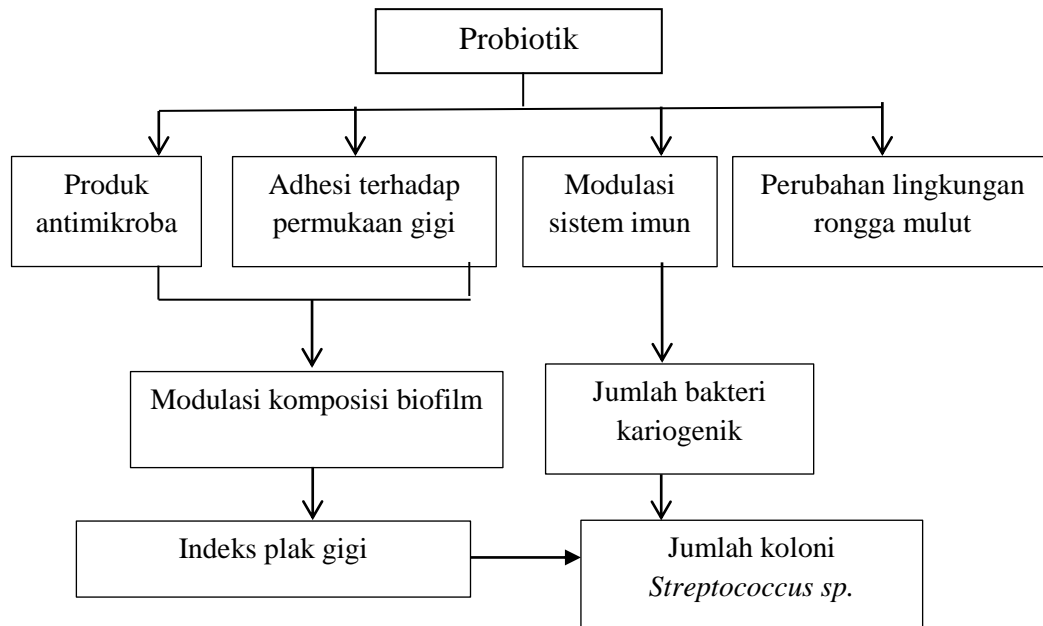 Probiotik
Produk
antimikroba
Adhesi terhadap
permukaan gigi
Modulasi
sistem imun
Perubahan lingkungan
rongga mulut
Modulasi komposisi biofilm
Jumlah bakteri
kariogenik
Indeks plak gigi
Jumlah koloni
Streptococcus sp.